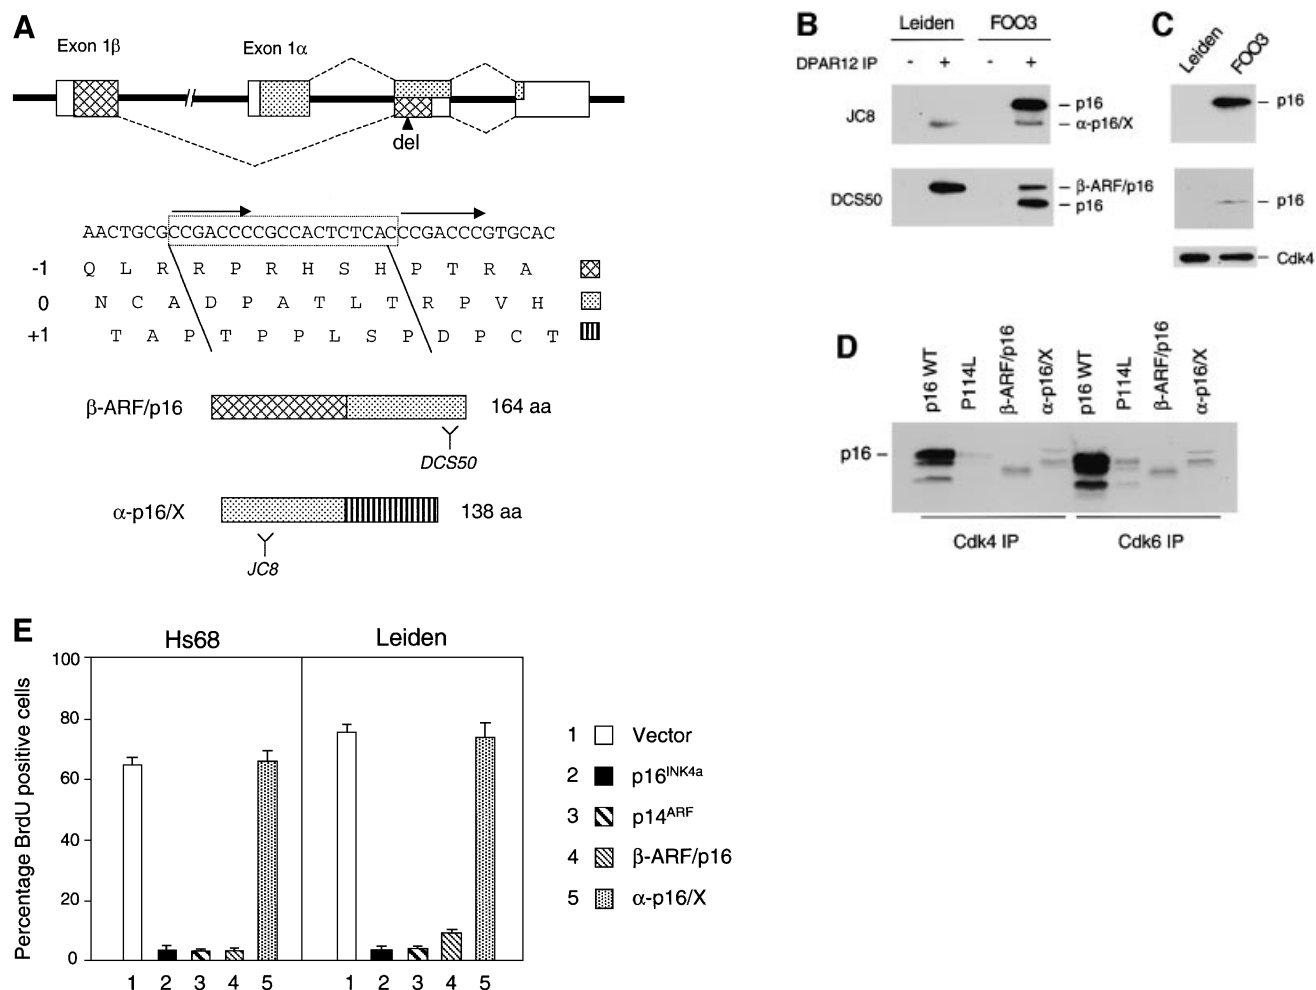 A
Exon 1β
Exon 1α
del
AACTGCGCCGACCCCGCCACTCTCACCCGACCCGTGCAC
-1 Q L R R P R H S H P T R A
0 N C A D P A T L T R P V H
+1 T A P T P P L S P D P C T
β-ARF/p16
164 aa
DCS50
α-p16/X
138 aa
JC8
B
Leiden FOO3
DPAR12 IP - + - +
JC8
p16
α-p16/X
DCS50
β-ARF/p16
p16
C
Leiden
FOO3
p16
p16
Cdk4
D
p16 WT
P114L
β-ARF/p16
α-p16/X
p16 WT
P114L
β-ARF/p16
α-p16/X
p16
Cdk4 IP
Cdk6 IP
E
Hs68
Leiden
Percentage BrdU positive cells
100
80
60
40
20
0
1 2 3 4 5
1 2 3 4 5
1 Vector
2 p16INK4a
3 p14ARF
4 β-ARF/p16
5 α-p16/X